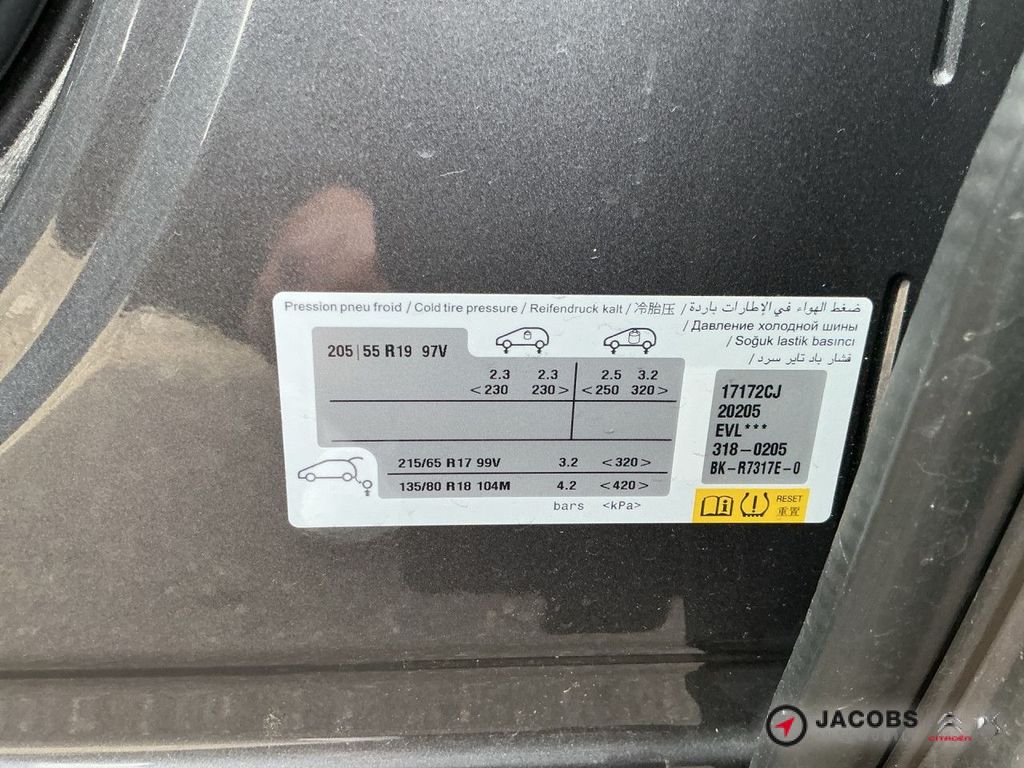 Pression pneu froid / Cold tire pressure / Reifendruck kalt / 冷胎压 / ضغط الهواء في الإطارات باردة
/ Давление холодной шины
/ Soğuk lastik basıncı
/ فشار باد تایر سرد
205 | 55 R19 97V
2.3 2.3 2.5 3.2
<230 230> <250 320>
215/65 R17 99V 3.2 <320>
135/80 R18 104M 4.2 <420>
bars <kPa>
17172CJ
20205
EVL***
318-0205
BK-R7317E-0
RESET
重置
JACOBS
CITROËN